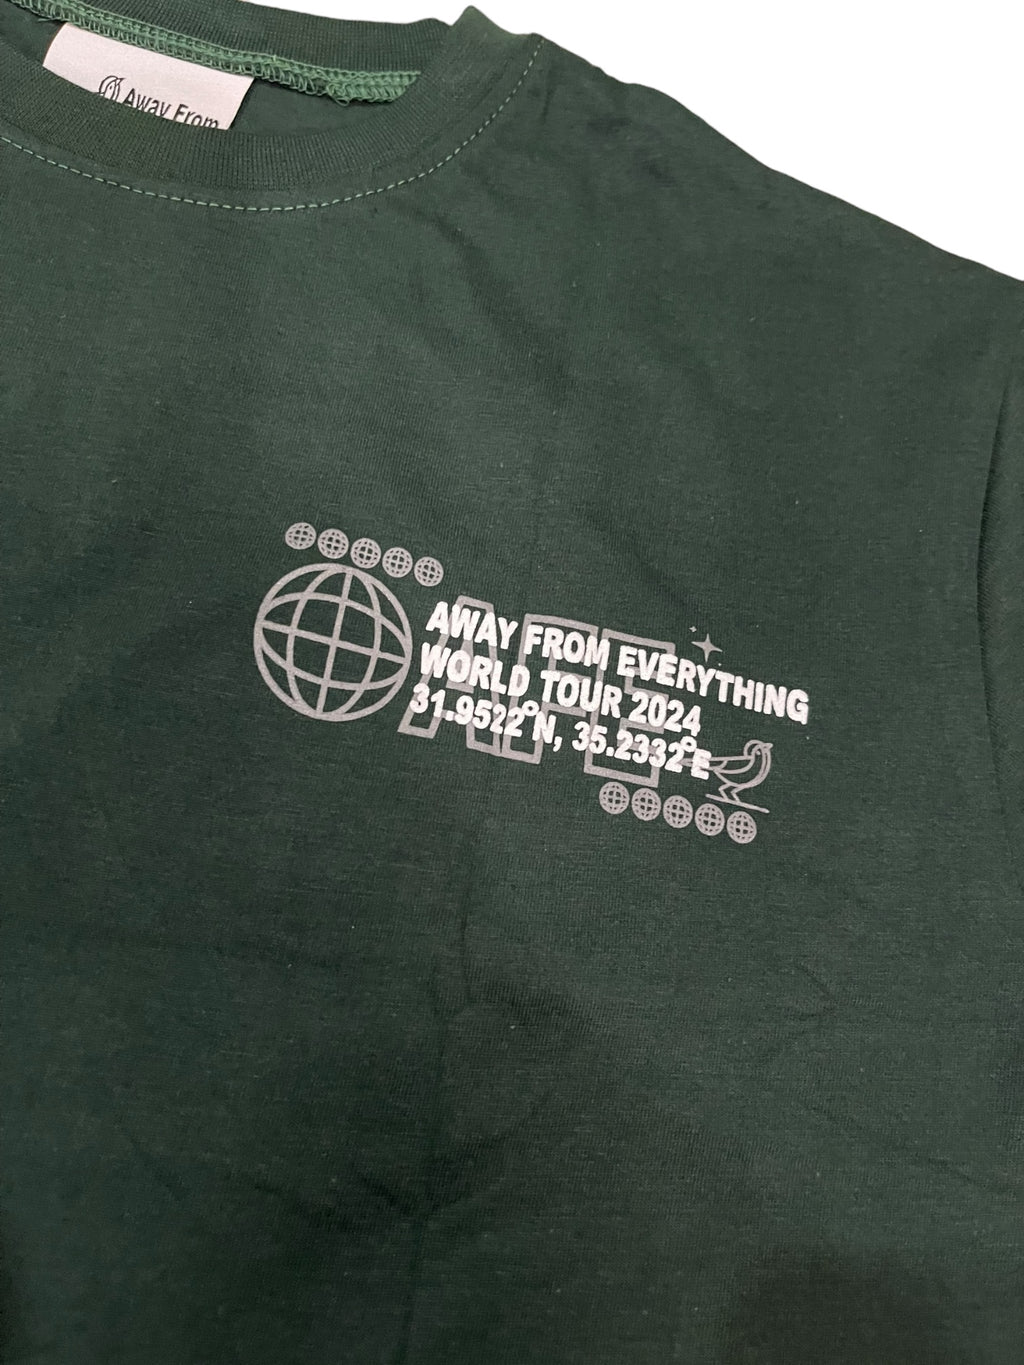 Away From
AFE
AWAY FROM EVERYTHING
WORLD TOUR 2024
31.9522°N, 35.2332°E